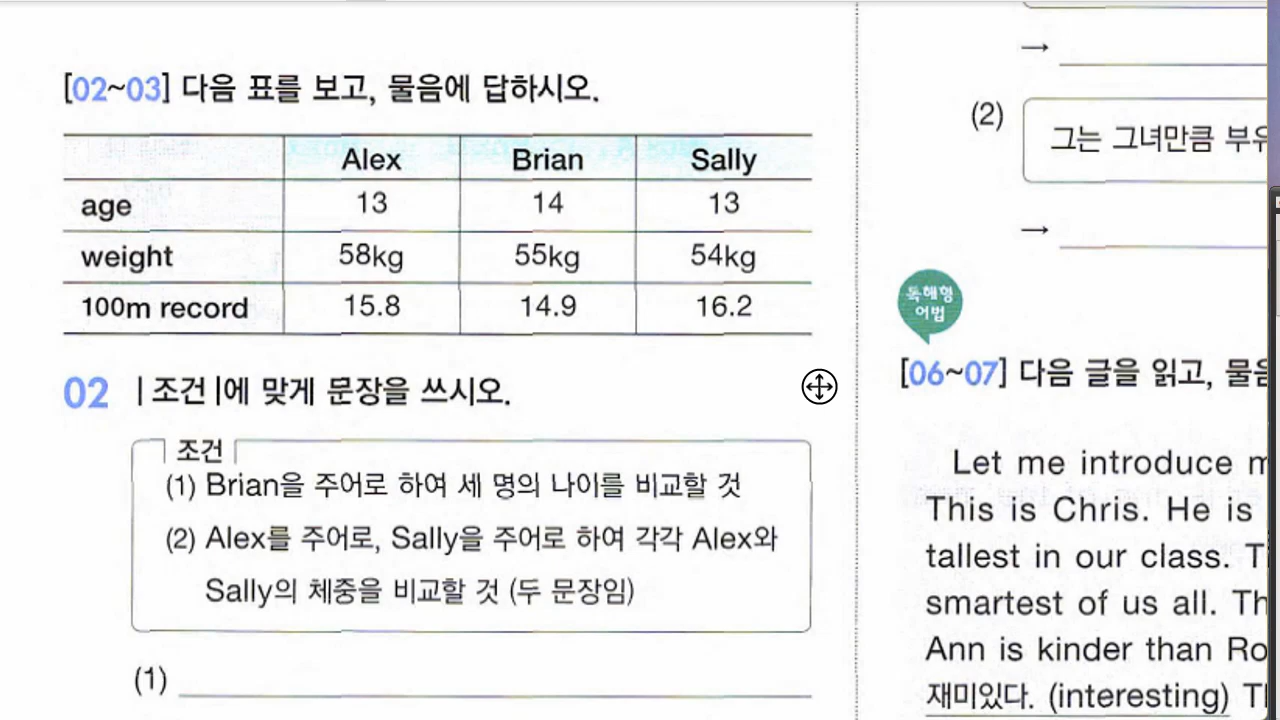 [02~03] 다음 표를 보고, 물음에 답하시오.
Alex Brian Sally
age 13 14 13
weight 58kg 55kg 54kg
100m record 15.8 14.9 16.2
02 |조건|에 맞게 문장을 쓰시오.
조건
(1) Brian을 주어로 하여 세 명의 나이를 비교할 것
(2) Alex를 주어로, Sally을 주어로 하여 각각 Alex와
Sally의 체중을 비교할 것 (두 문장임)
(1)
→
(2) 그는 그녀만큼 부유
→
독해형
어법
[06~07] 다음 글을 읽고, 물음
Let me introduce m
This is Chris. He is
tallest in our class. T
smartest of us all. Th
Ann is kinder than Ro
재미있다. (interesting) T